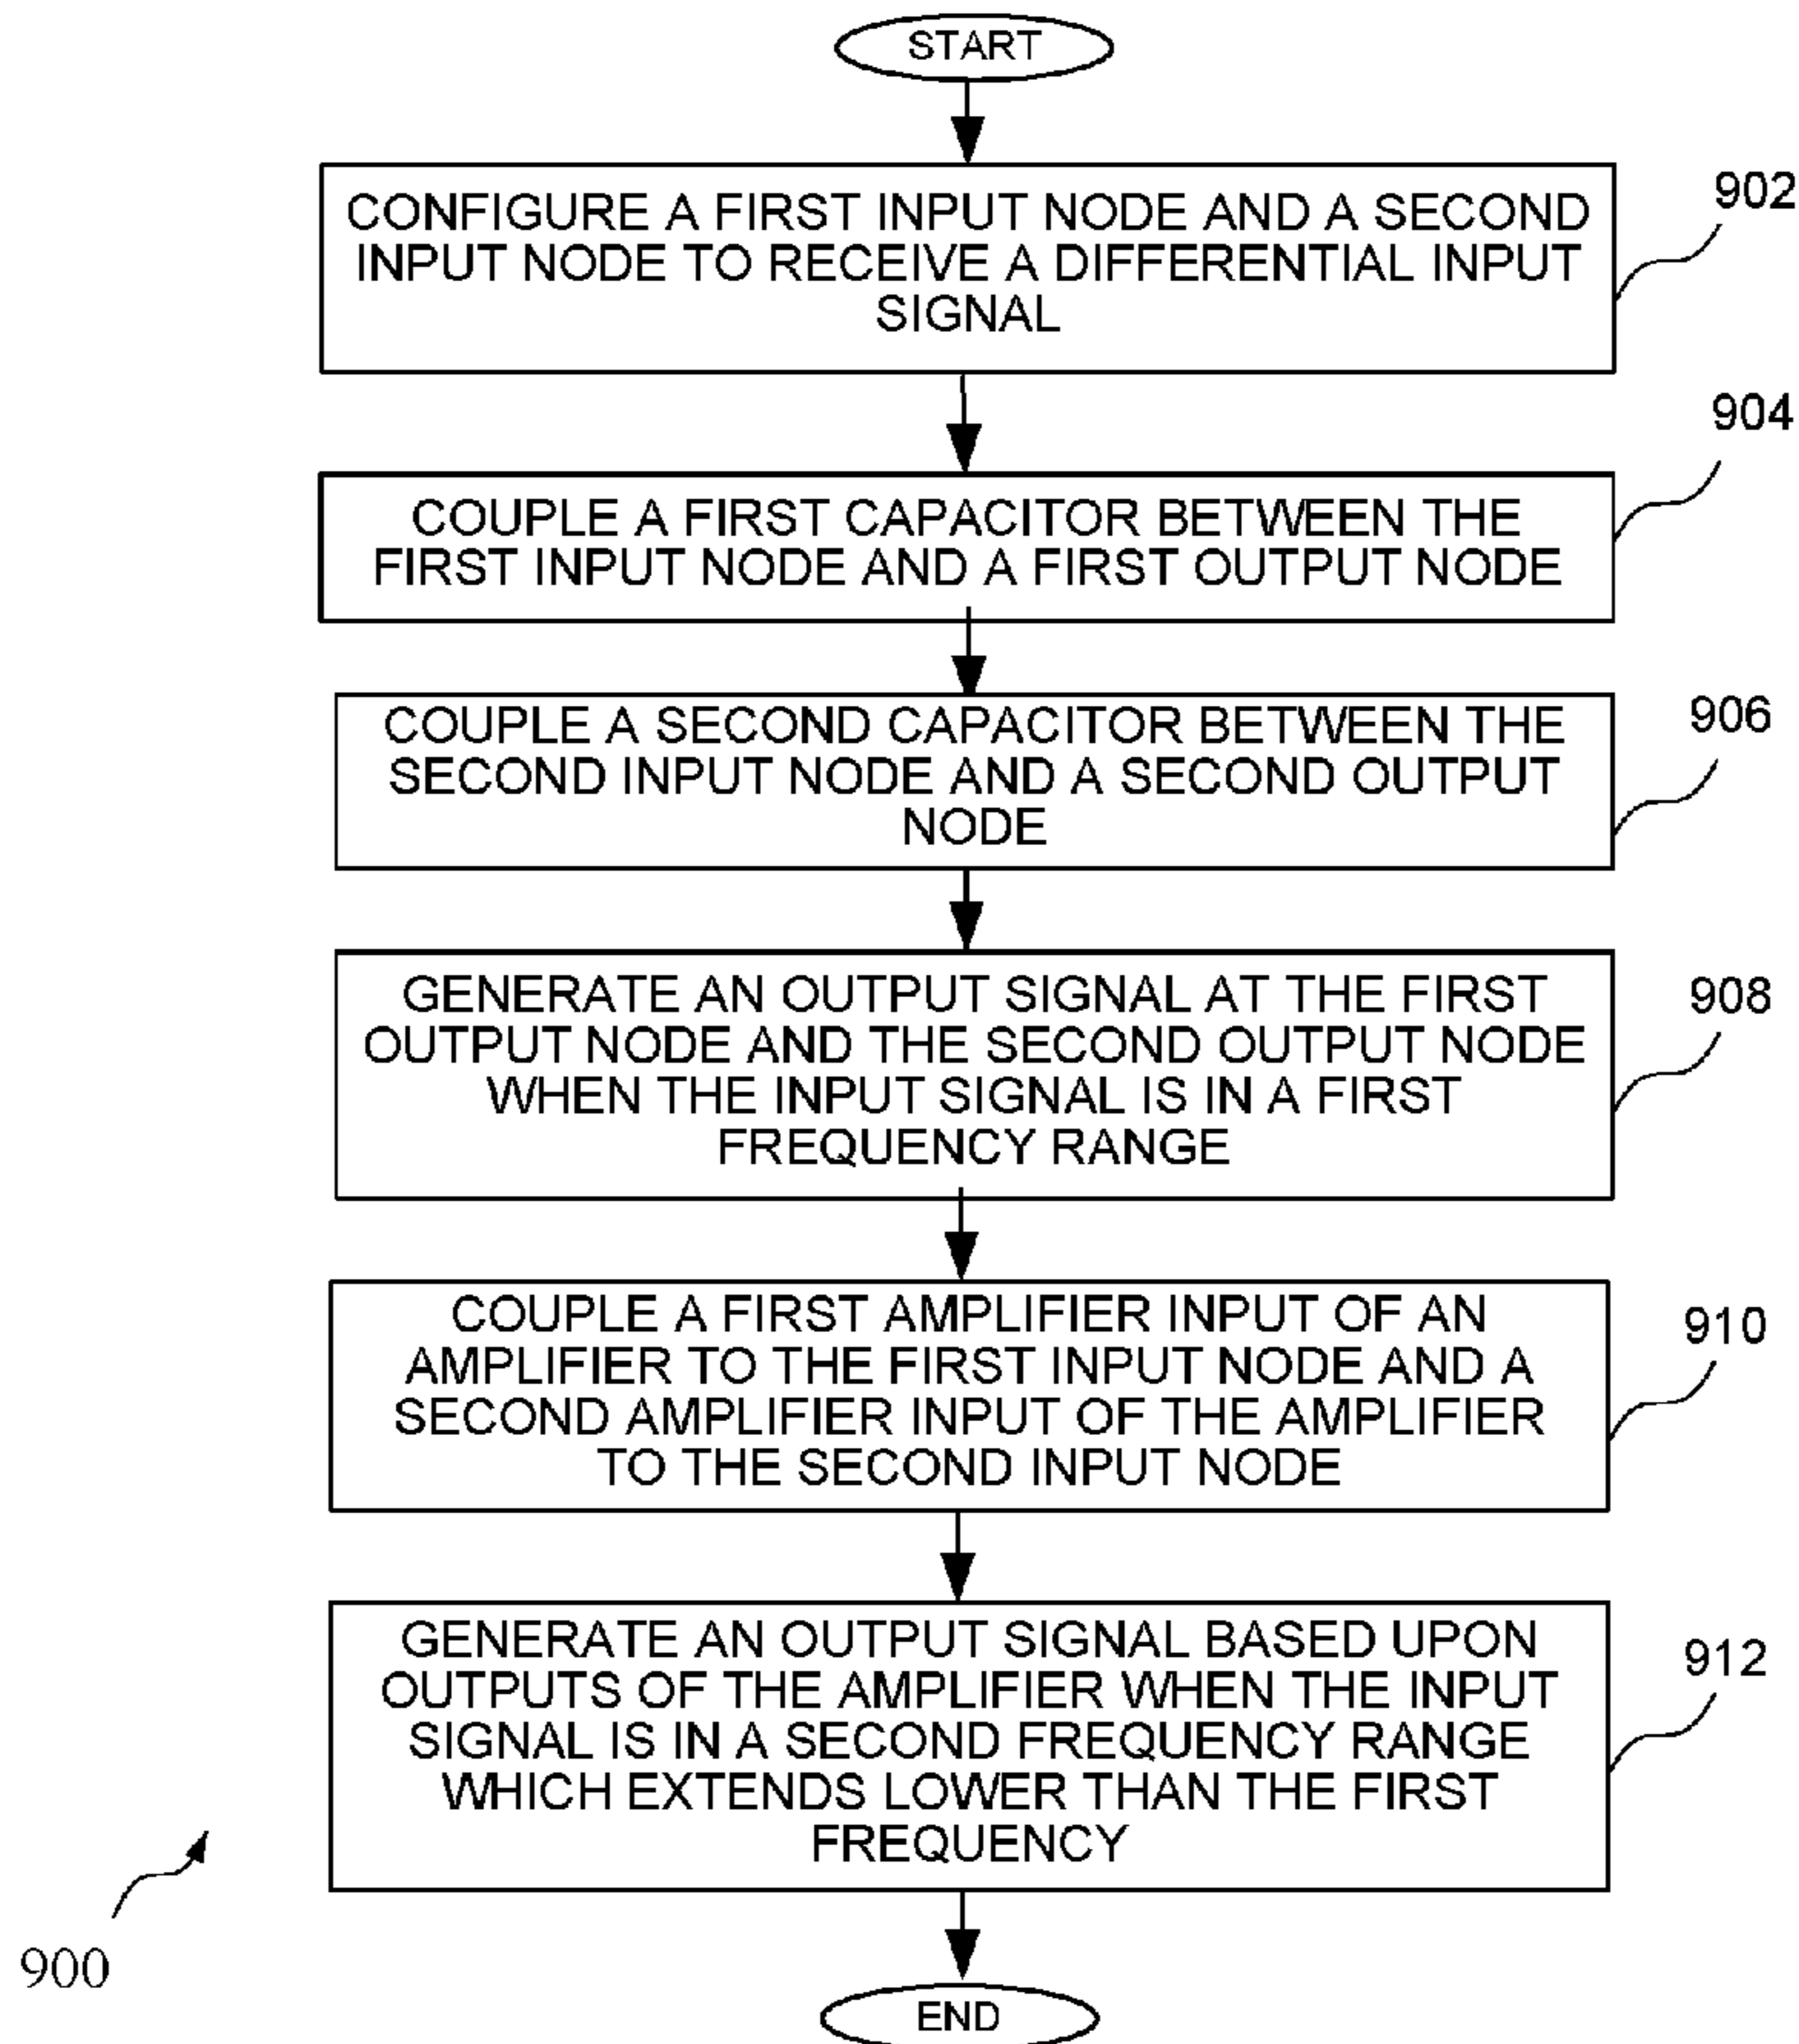 START
CONFIGURE A FIRST INPUT NODE AND A SECOND
INPUT NODE TO RECEIVE A DIFFERENTIAL INPUT
SIGNAL
902
COUPLE A FIRST CAPACITOR BETWEEN THE
FIRST INPUT NODE AND A FIRST OUTPUT NODE
904
COUPLE A SECOND CAPACITOR BETWEEN THE
SECOND INPUT NODE AND A SECOND OUTPUT
NODE
906
GENERATE AN OUTPUT SIGNAL AT THE FIRST
OUTPUT NODE AND THE SECOND OUTPUT NODE
WHEN THE INPUT SIGNAL IS IN A FIRST
FREQUENCY RANGE
908
COUPLE A FIRST AMPLIFIER INPUT OF AN
AMPLIFIER TO THE FIRST INPUT NODE AND A
SECOND AMPLIFIER INPUT OF THE AMPLIFIER
TO THE SECOND INPUT NODE
910
GENERATE AN OUTPUT SIGNAL BASED UPON
OUTPUTS OF THE AMPLIFIER WHEN THE INPUT
SIGNAL IS IN A SECOND FREQUENCY RANGE
WHICH EXTENDS LOWER THAN THE FIRST
FREQUENCY
912
900
END